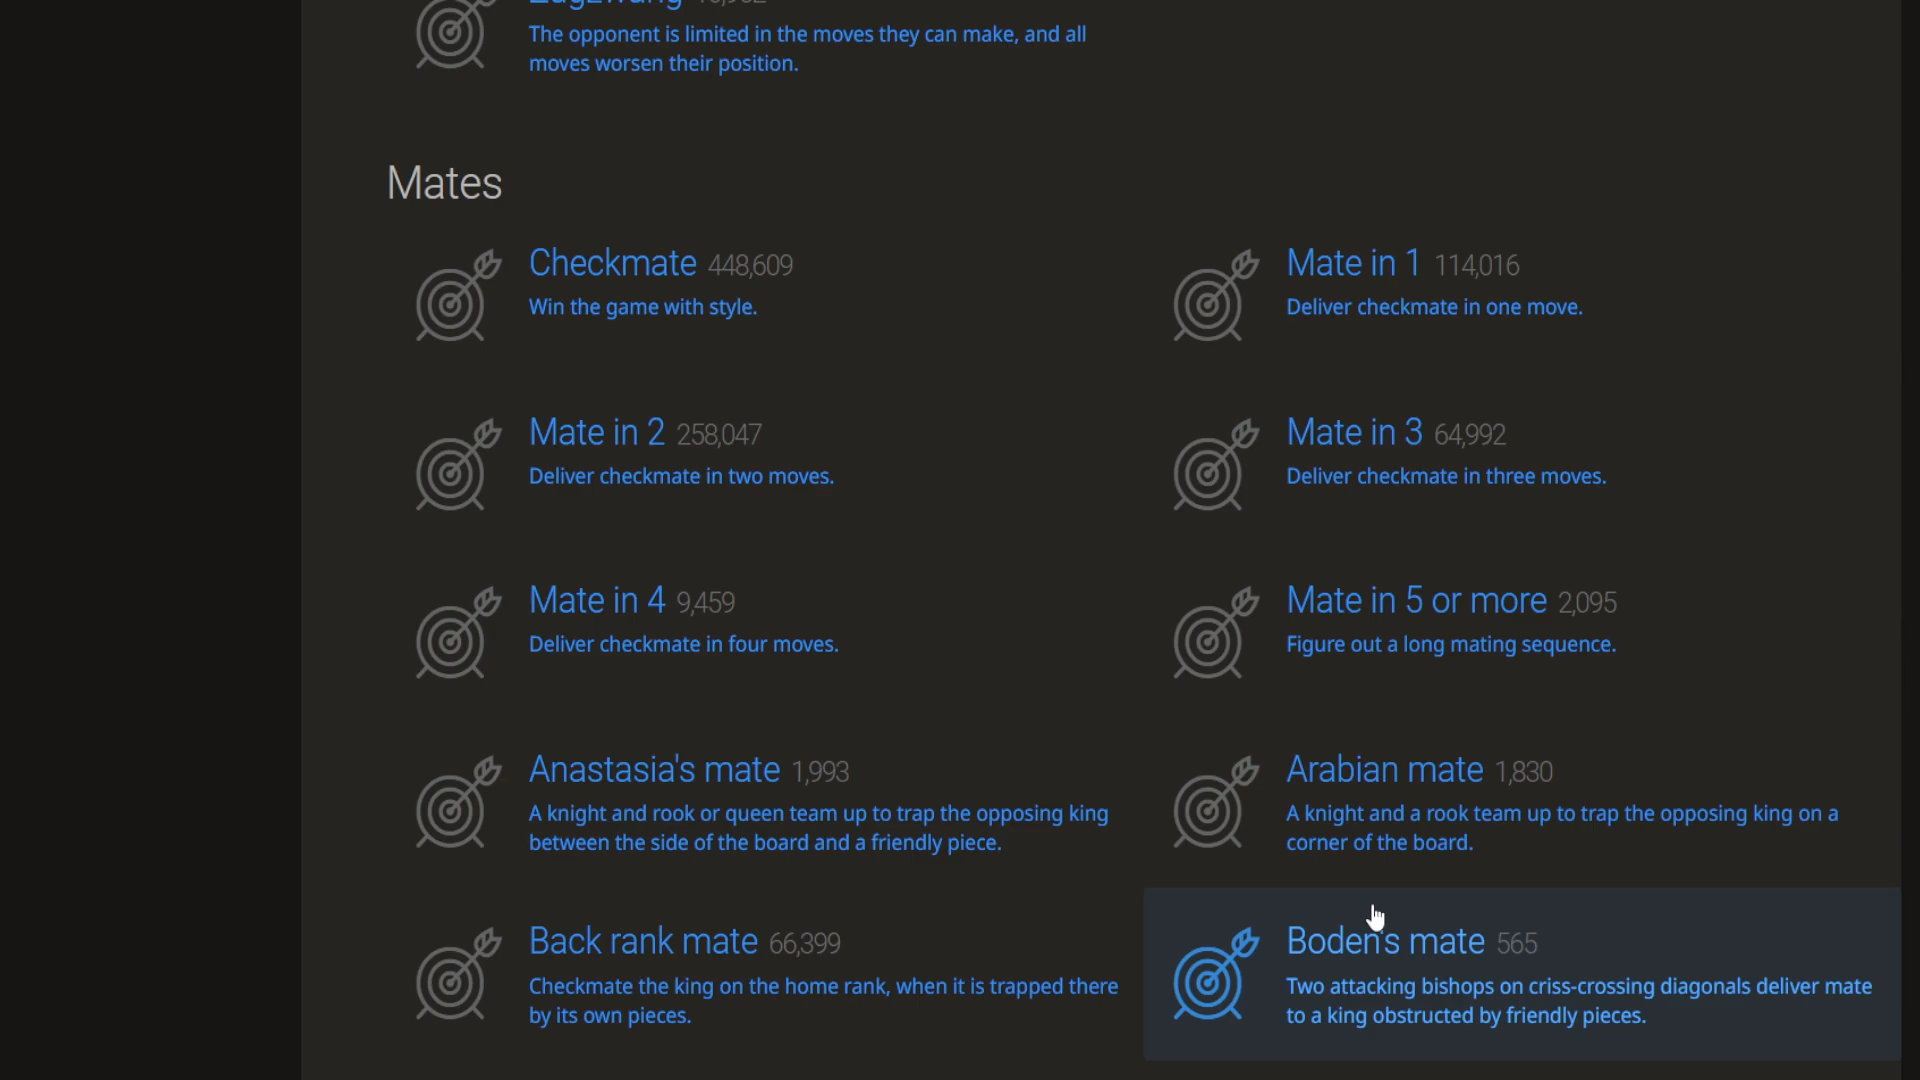 The opponent is limited in the moves they can make, and all
moves worsen their position.
Mates
Checkmate 448,609
Win the game with style.
Mate in 1 114,016
Deliver checkmate in one move.
Mate in 2 258,047
Deliver checkmate in two moves.
Mate in 3 64,992
Deliver checkmate in three moves.
Mate in 4 9,459
Deliver checkmate in four moves.
Mate in 5 or more 2,095
Figure out a long mating sequence.
Anastasia's mate 1,993
A knight and rook or queen team up to trap the opposing king
between the side of the board and a friendly piece.
Arabian mate 1,830
A knight and a rook team up to trap the opposing king on a
corner of the board.
Back rank mate 66,399
Checkmate the king on the home rank, when it is trapped there
by its own pieces.
Boden's mate 565
Two attacking bishops on criss-crossing diagonals deliver mate
to a king obstructed by friendly pieces.